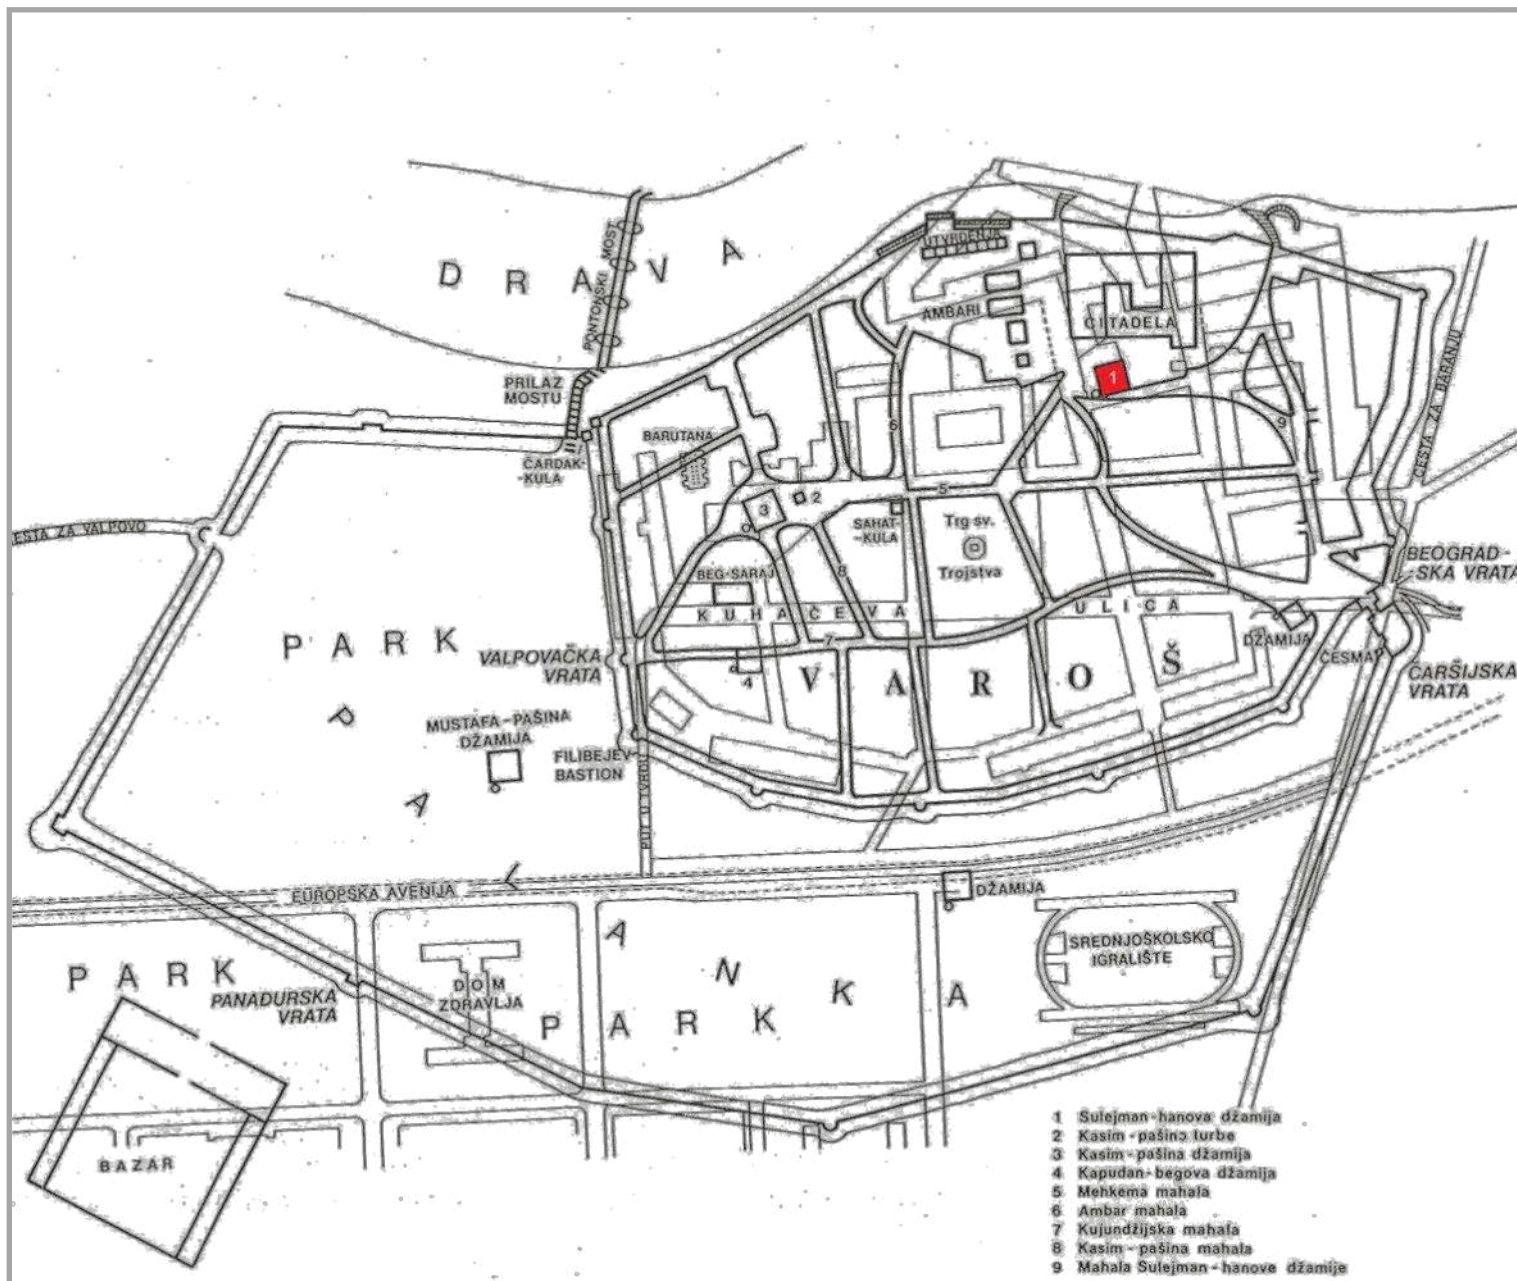 DRAVA
PONTONSKI MOST
UTVRĐENJA
AMBARI
CITADELA
1
PRILAZ
MOSTU
CESTA ZA BARANJU
BARUTANA
6
9
ČARDAK-
-KULA
5
2
3
SAHAT-
-KULA
Trg sv.
Trojstva
CESTA ZA VALPOVO
BEOGRAD-
-SKA VRATA
BEG-SARAJ
8
KUHAČEVA ULICA
PARK
7
DŽAMIJA
ČESMA
VALPOVAČKA
VRATA
4
VAROŠ
ČARŠIJSKA
VRATA
PALANKA
MUSTAFA-PAŠINA
DŽAMIJA
FILIBEJEV
BASTION
PUT U TVRĐU
EUROPSKA AVENIJA
DŽAMIJA
SREDNJOŠKOLSKO
IGRALIŠTE
PARK
PANADURSKA
VRATA
DOM
ZDRAVLJA
PARK
BAZAR
1 Sulejman-hanova džamija
2 Kasim-pašino turbe
3 Kasim-pašina džamija
4 Kapudan-begova džamija
5 Mehkema mahala
6 Ambar mahala
7 Kujundžijska mahala
8 Kasim-pašina mahala
9 Mahala Sulejman-hanove džamije